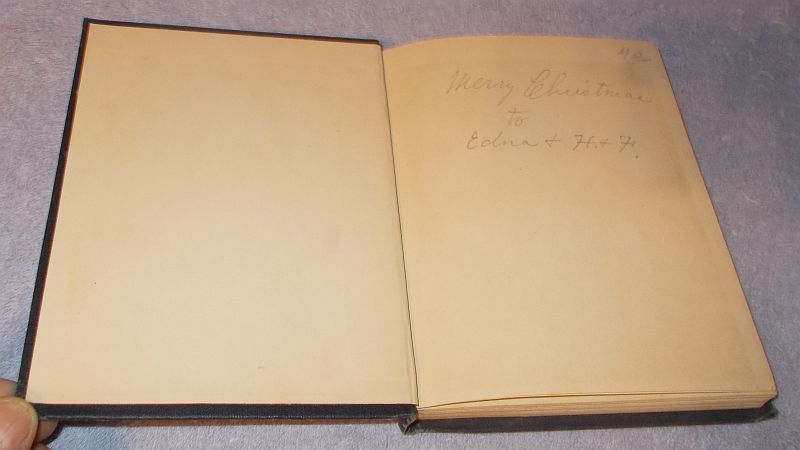 Merry Christmas
to
Edna + H. + F.